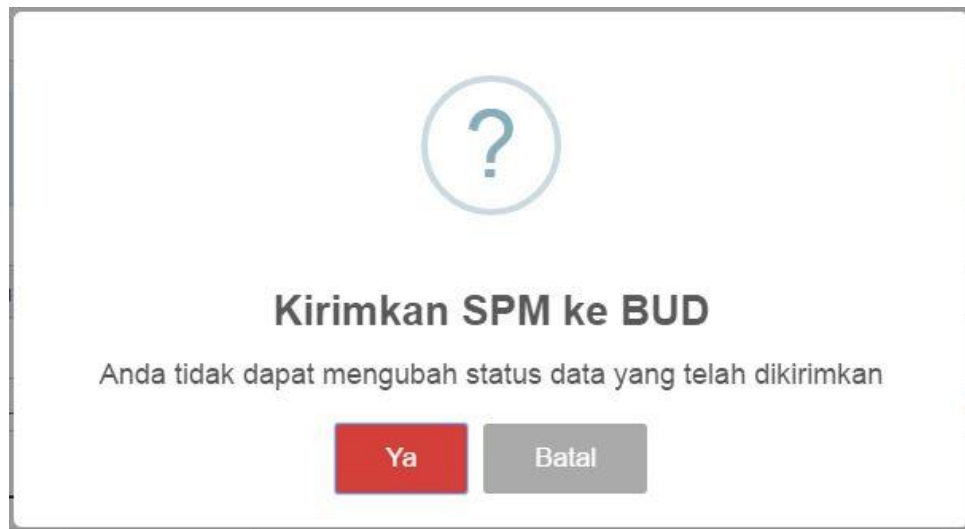 ?
Kirimkan SPM ke BUD
Anda tidak dapat mengubah status data yang telah dikirimkan
Ya
Batal